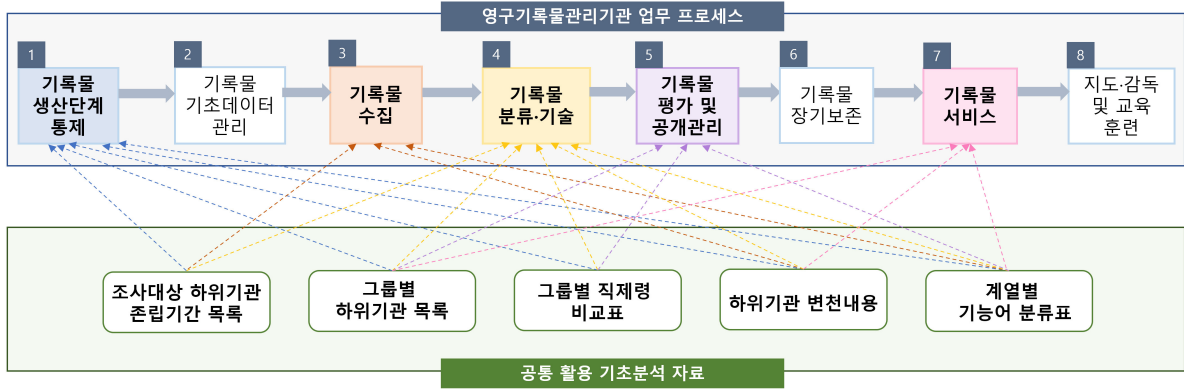 영구기록물관리기관 업무 프로세스
1
기록물
생산단계
통제
2
기록물
기초데이터
관리
3
기록물
수집
4
기록물
분류·기술
5
기록물
평가 및
공개관리
6
기록물
장기보존
7
기록물
서비스
8
지도·감독
및 교육
훈련
조사대상 하위기관
존립기간 목록
그룹별
하위기관 목록
그룹별 직제령
비교표
하위기관 변천내용
계열별
기능어 분류표
공통 활용 기초분석 자료